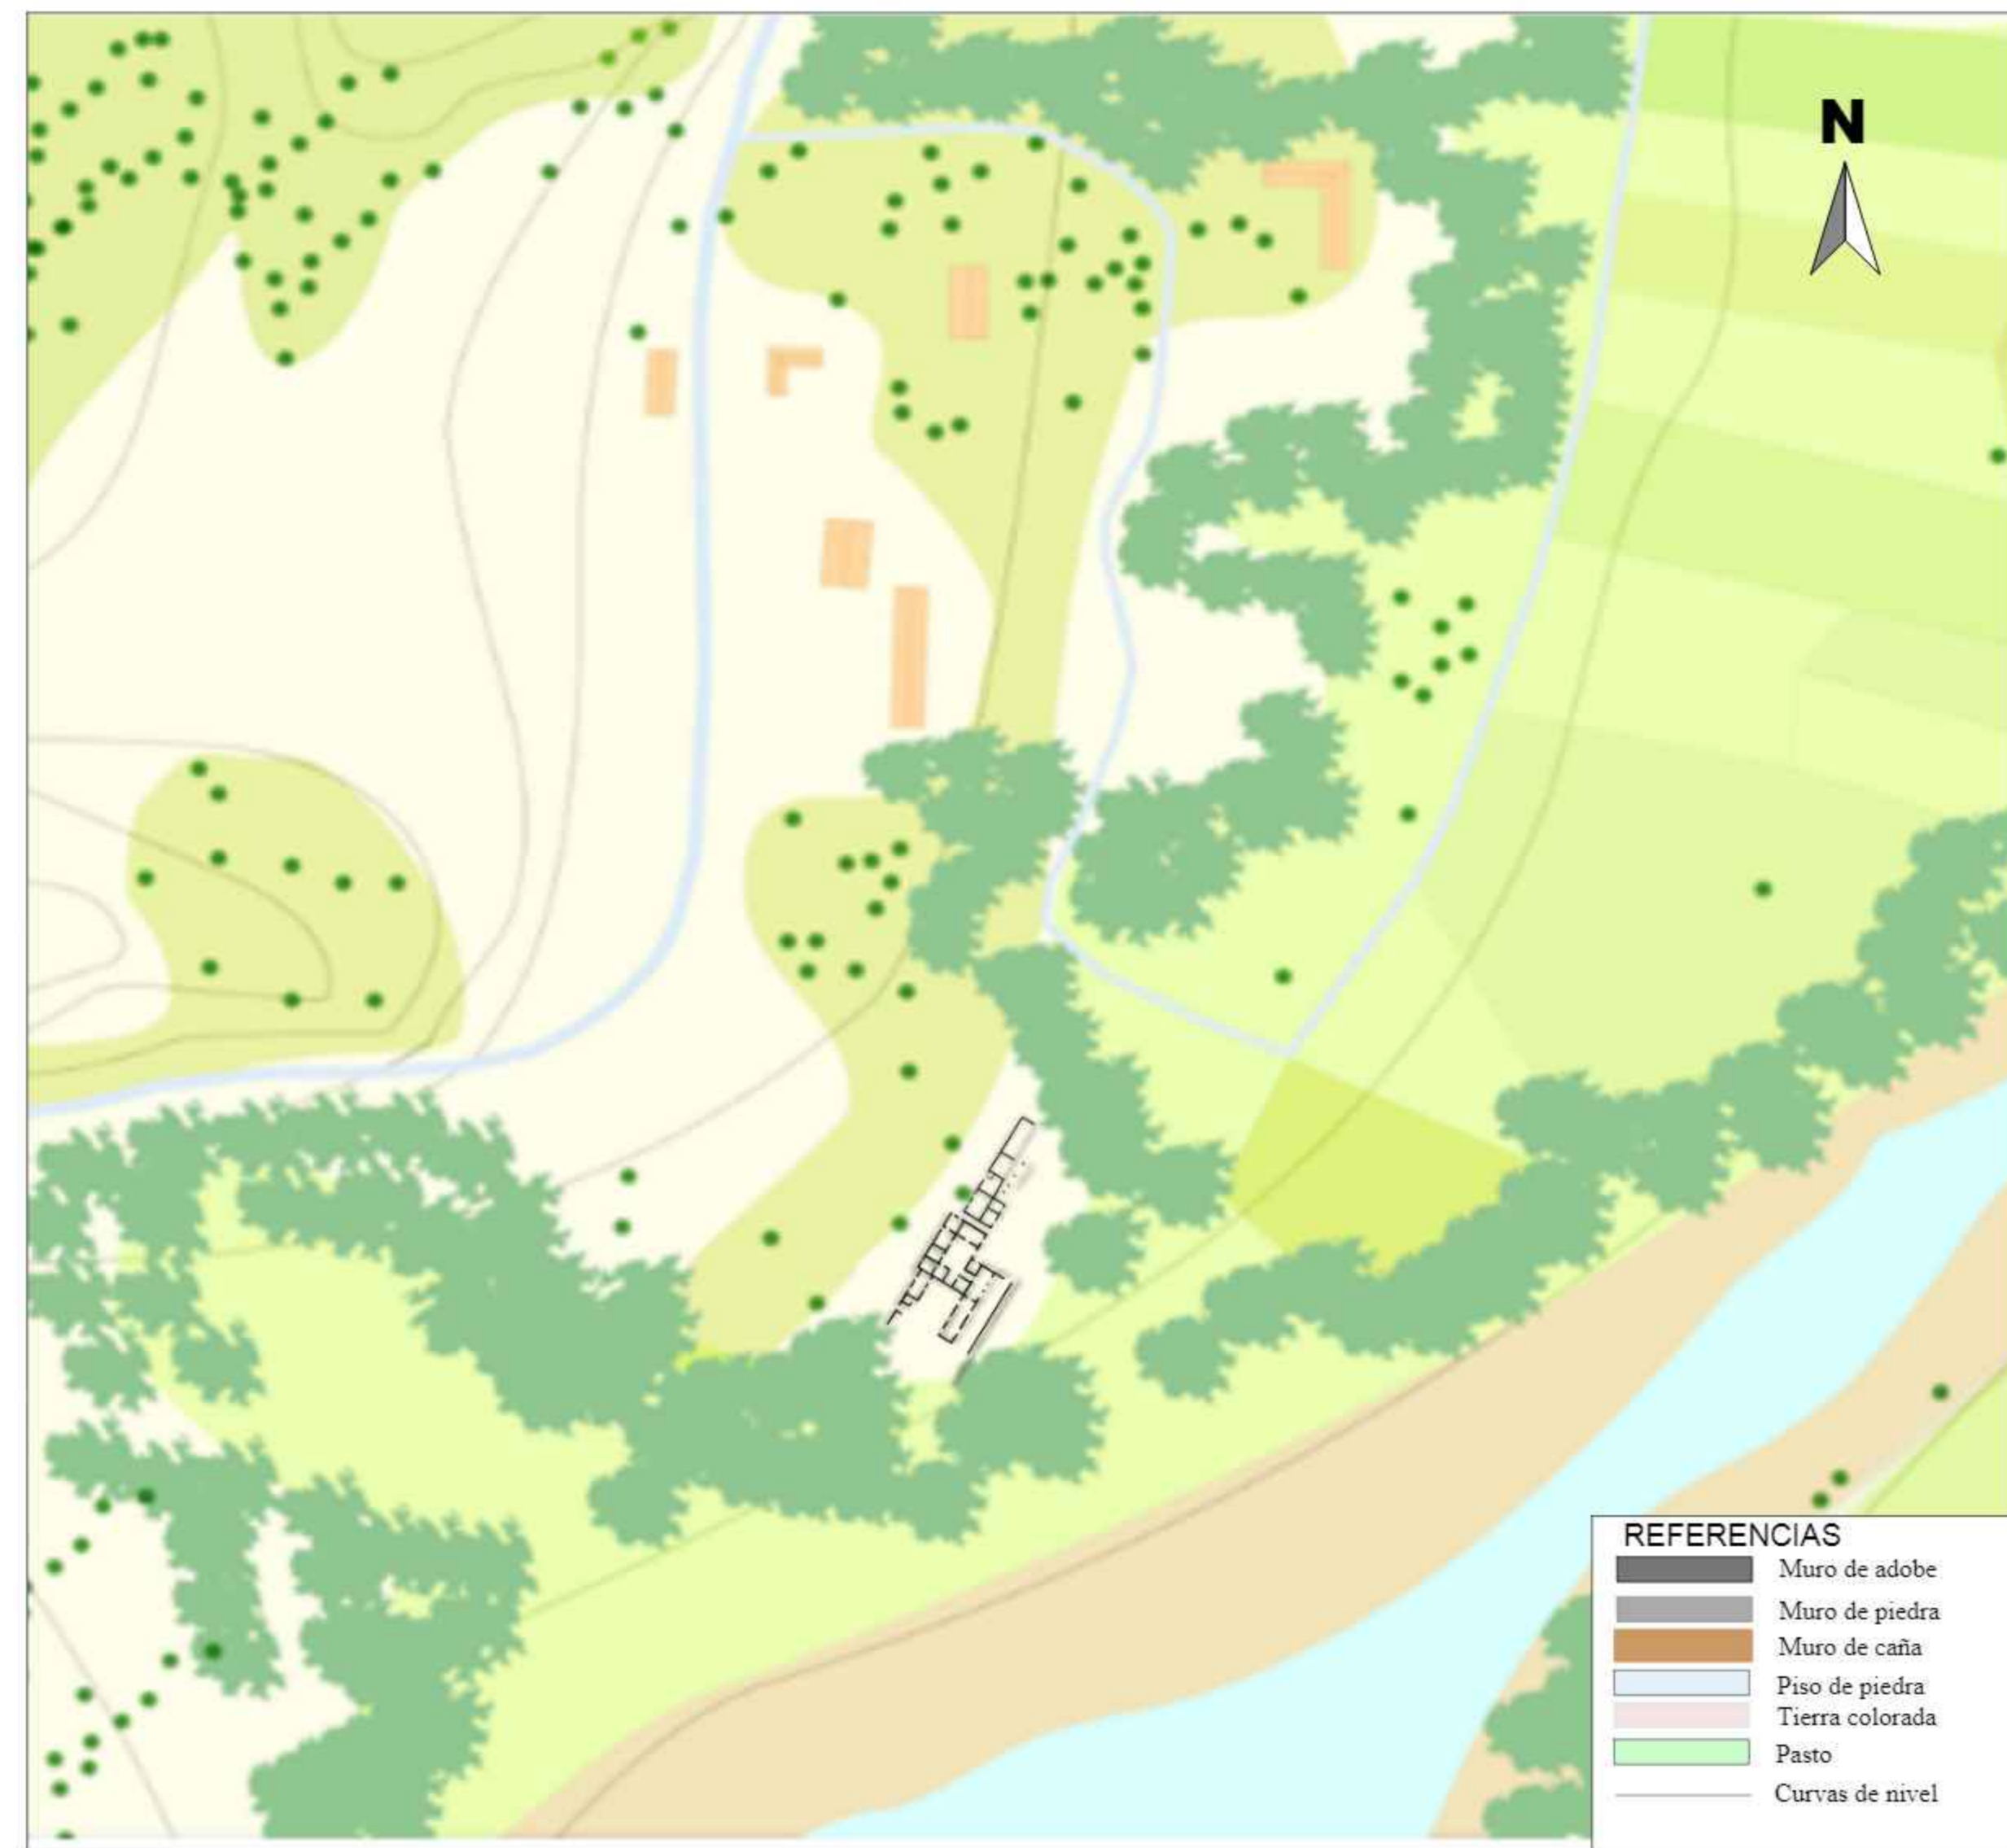 N
REFERENCIAS
Muro de adobe
Muro de piedra
Muro de caña
Piso de piedra
Tierra colorada
Pasto
Curvas de nivel